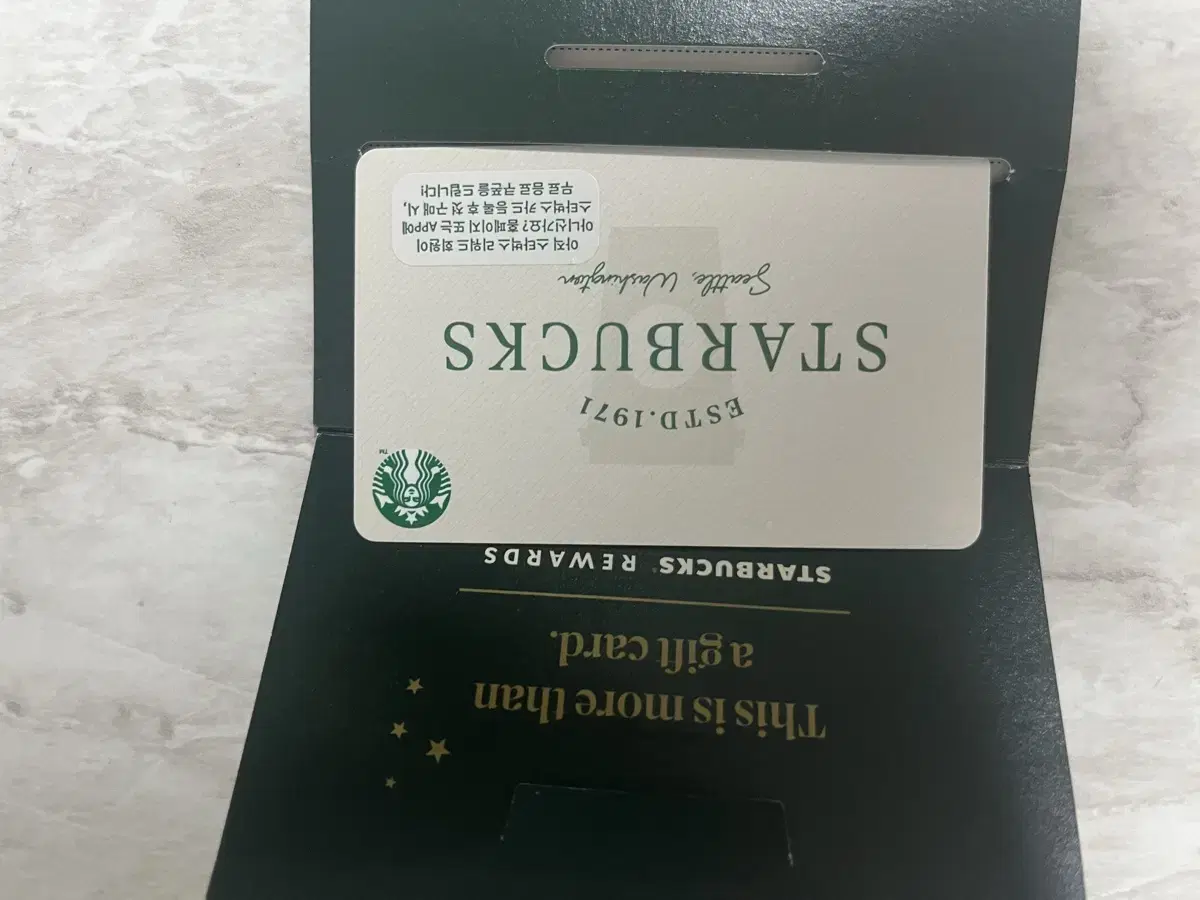 This is more than
a gift card.
STARBUCKS® REWARDS
TM
ESTD.1971
STARBUCKS
Seattle, Washington
아직 스타벅스 리워드 회원이
아니신가요? 홈페이지 또는 APP에
스타벅스 카드 등록 후 첫 구매 시,
무료 음료 쿠폰을 드립니다!